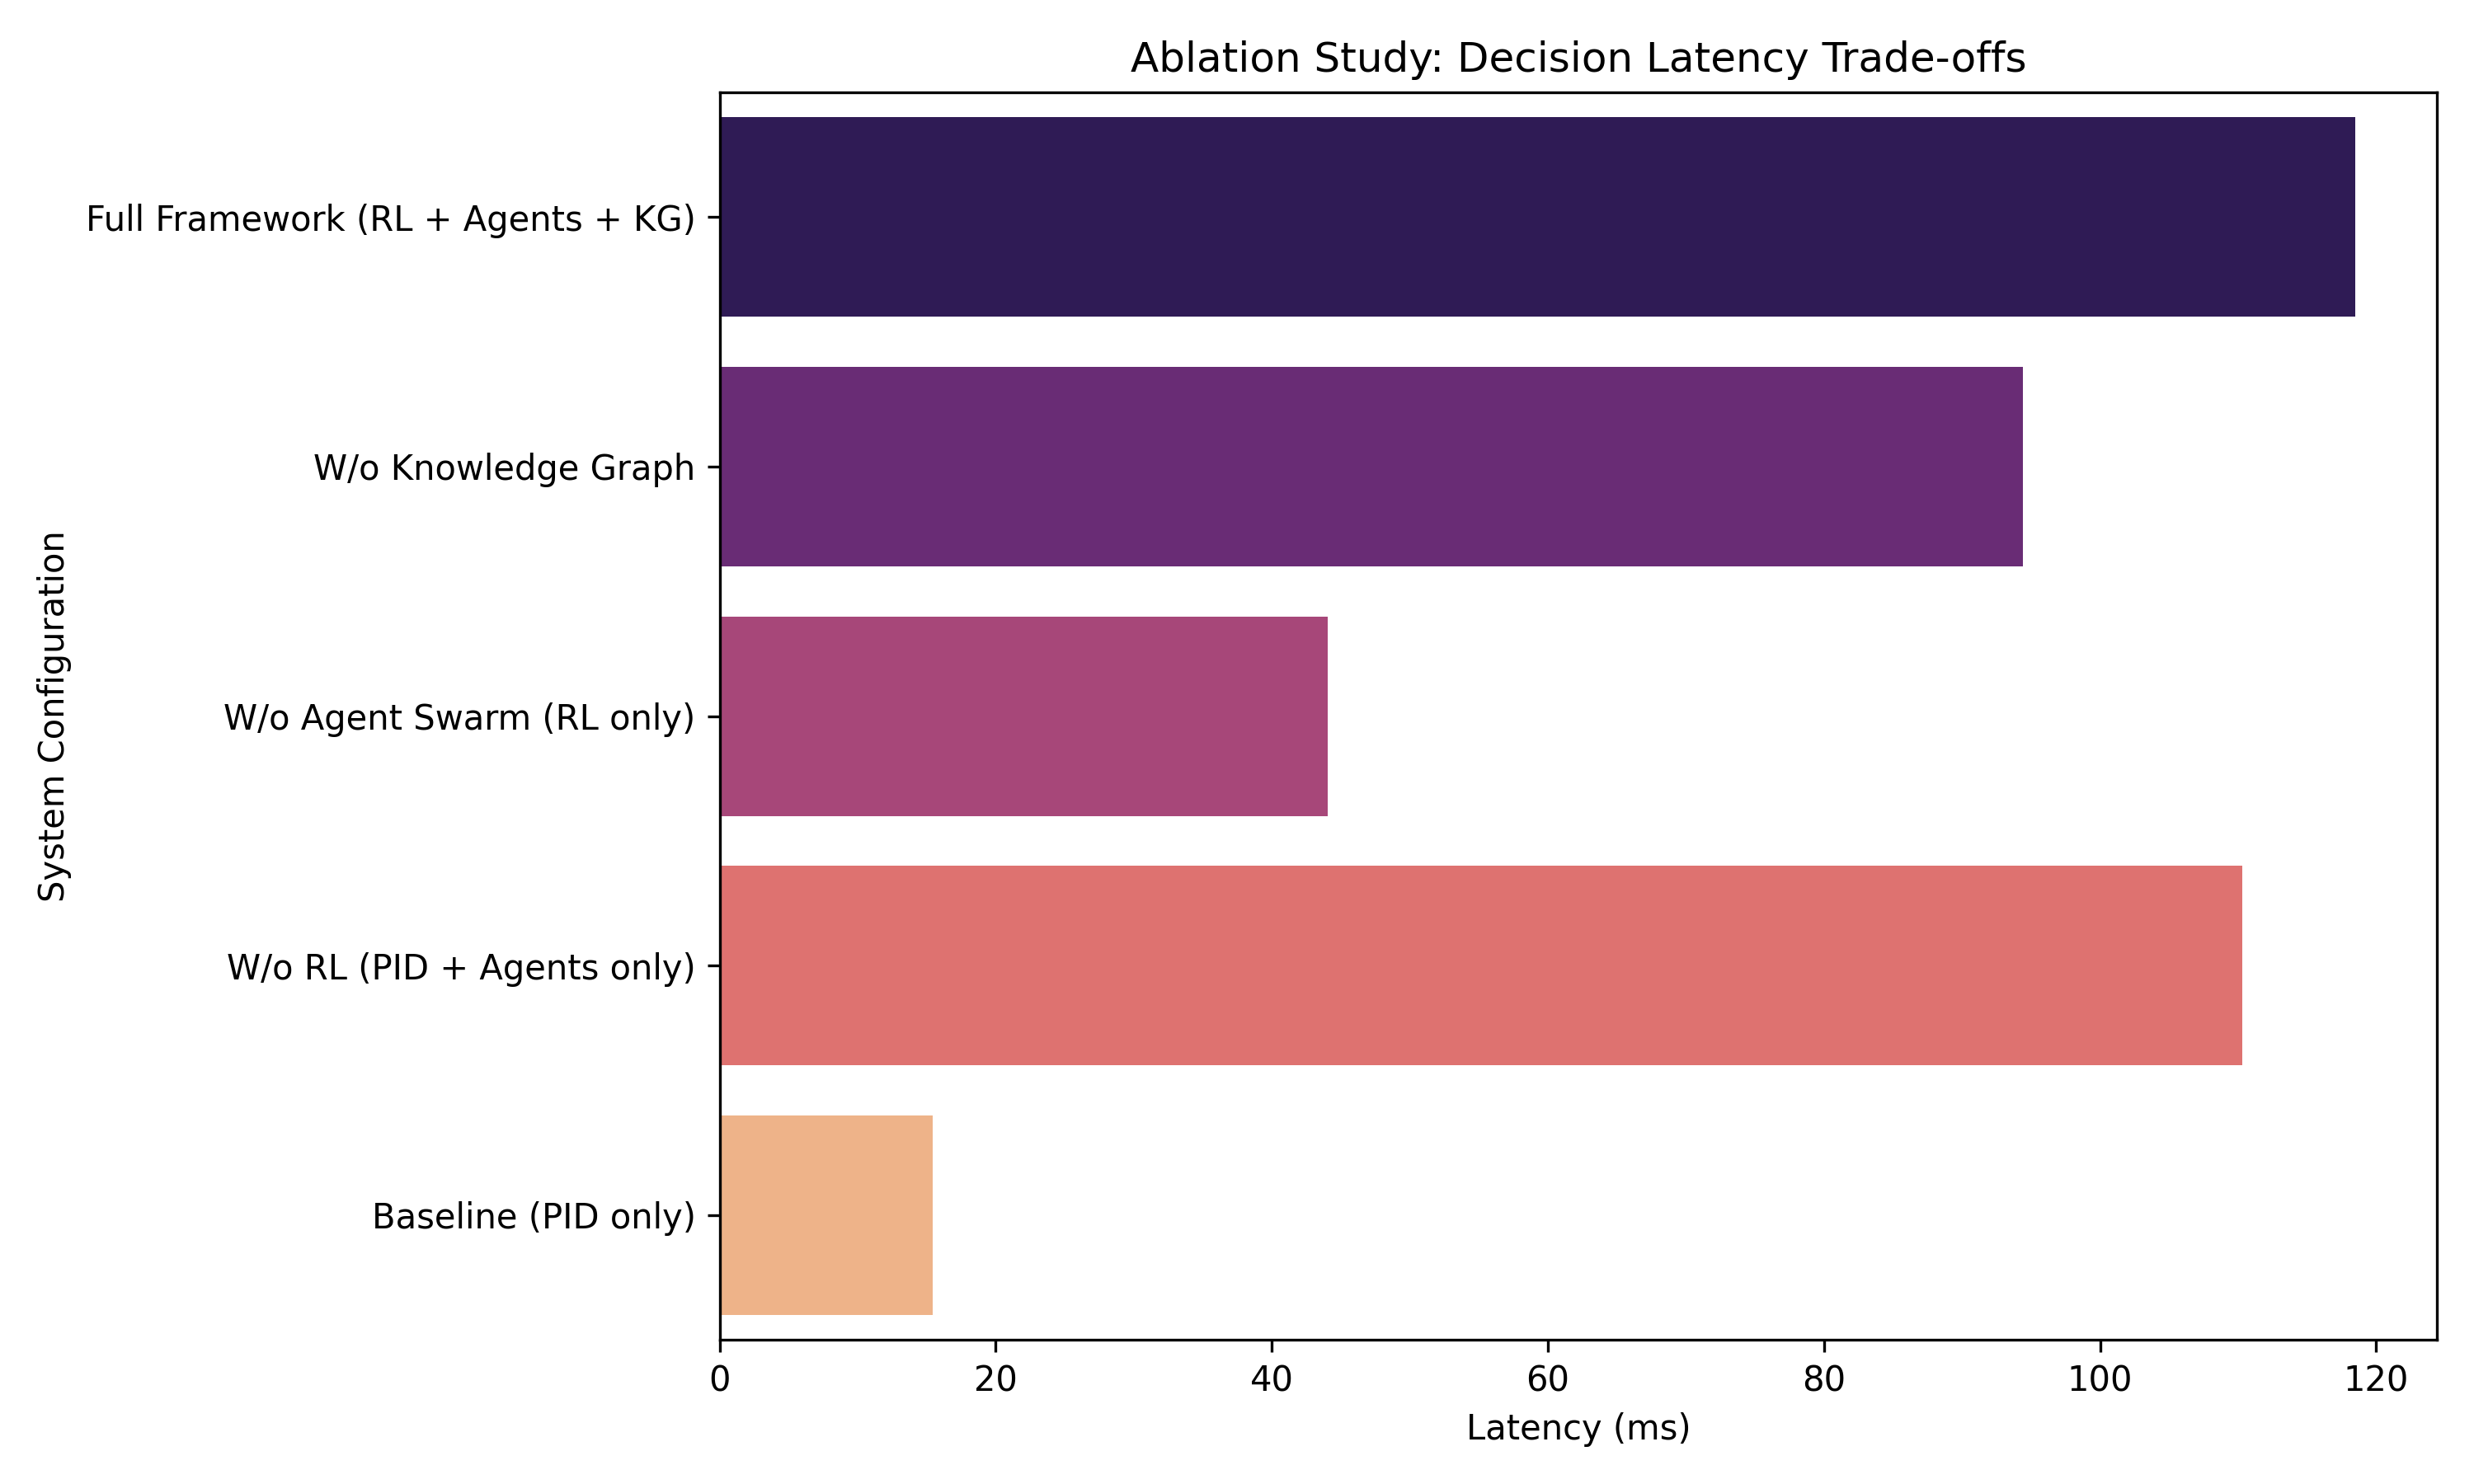 Ablation Study: Decision Latency Trade-offs
System Configuration
Full Framework (RL + Agents + KG)
W/o Knowledge Graph
W/o Agent Swarm (RL only)
W/o RL (PID + Agents only)
Baseline (PID only)
0 20 40 60 80 100 120
Latency (ms)